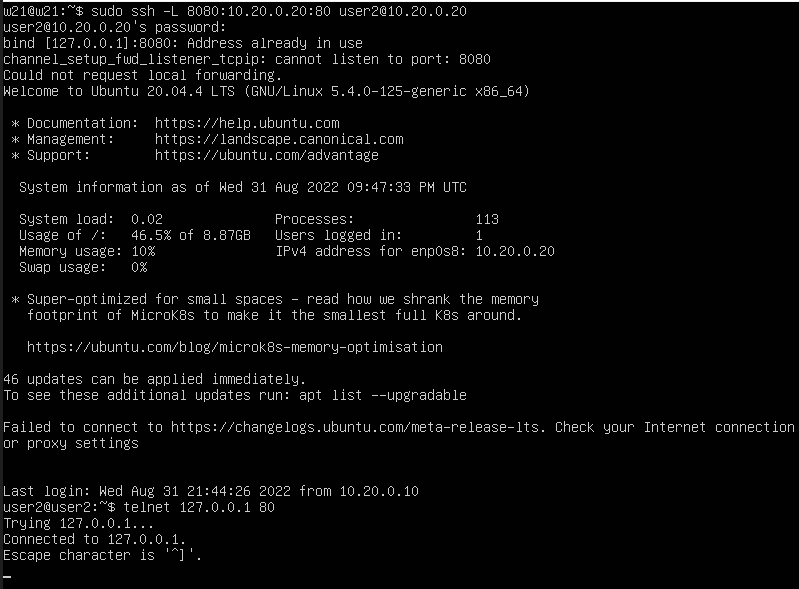 w21@w21:~$ sudo ssh -L 8080:10.20.0.20:80 user2@10.20.0.20
user2@10.20.0.20's password:
bind [127.0.0.1]:8080: Address already in use
channel_setup_fwd_listener_tcpip: cannot listen to port: 8080
Could not request local forwarding.
Welcome to Ubuntu 20.04.4 LTS (GNU/Linux 5.4.0-125-generic x86_64)

 * Documentation:  https://help.ubuntu.com
 * Management:     https://landscape.canonical.com
 * Support:        https://ubuntu.com/advantage

  System information as of Wed 31 Aug 2022 09:47:33 PM UTC

  System load:  0.02              Processes:               113
  Usage of /:   46.5% of 8.87GB   Users logged in:         1
  Memory usage: 10%               IPv4 address for enp0s8: 10.20.0.20
  Swap usage:   0%

 * Super-optimized for small spaces - read how we shrank the memory
   footprint of MicroK8s to make it the smallest full K8s around.

   https://ubuntu.com/blog/microk8s-memory-optimisation

46 updates can be applied immediately.
To see these additional updates run: apt list --upgradable

Failed to connect to https://changelogs.ubuntu.com/meta-release-lts. Check your Internet connection
or proxy settings


Last login: Wed Aug 31 21:44:26 2022 from 10.20.0.10
user2@user2:~$ telnet 127.0.0.1 80
Trying 127.0.0.1...
Connected to 127.0.0.1.
Escape character is '^]'.